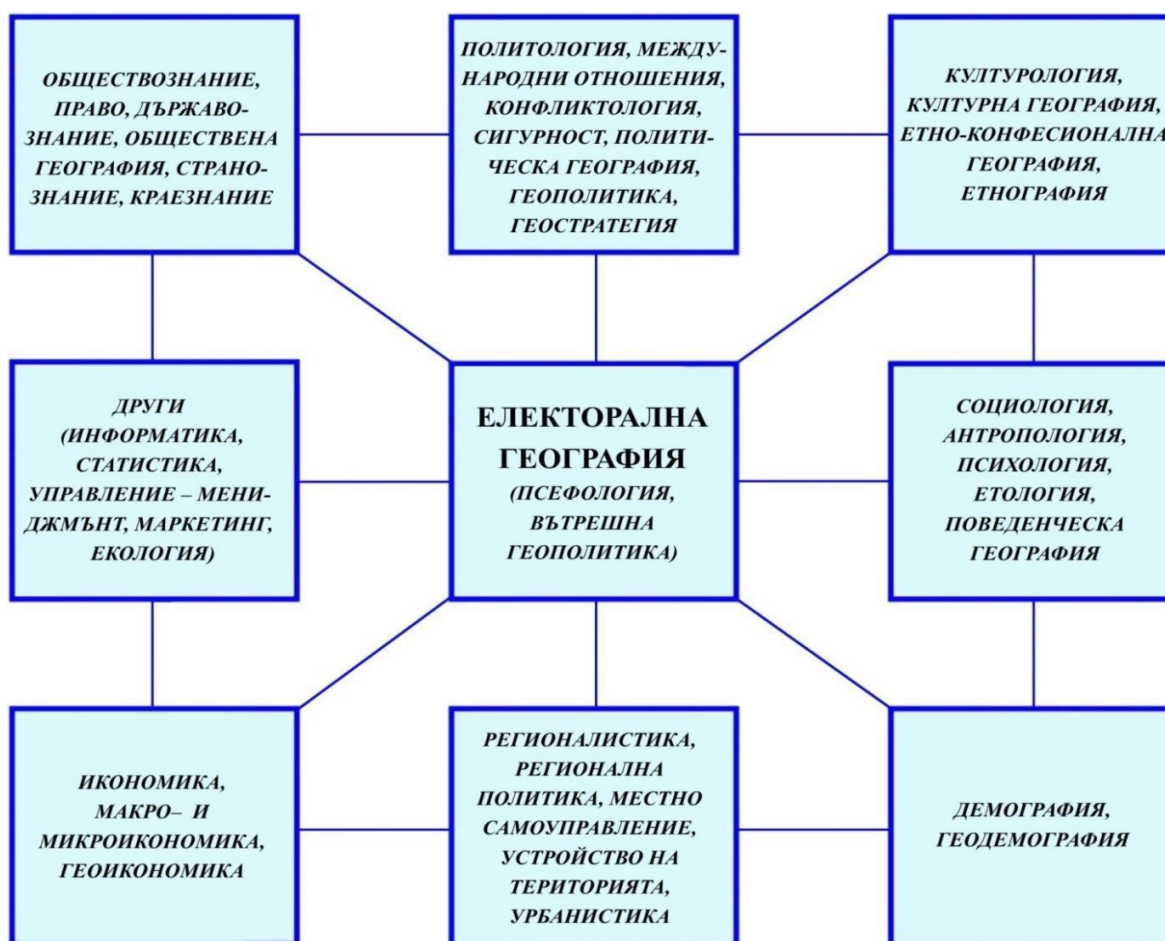 ОБЩЕСТВОЗНАНИЕ,
ПРАВО, ДЪРЖАВО-
ЗНАНИЕ, ОБЩЕСТВЕНА
ГЕОГРАФИЯ, СТРАНО-
ЗНАНИЕ, КРАЕЗНАНИЕ
ПОЛИТОЛОГИЯ, МЕЖДУ-
НАРОДНИ ОТНОШЕНИЯ,
КОНФЛИКТОЛОГИЯ,
СИГУРНОСТ, ПОЛИТИ-
ЧЕСКА ГЕОГРАФИЯ,
ГЕОПОЛИТИКА,
ГЕОСТРАТЕГИЯ
КУЛТУРОЛОГИЯ,
КУЛТУРНА ГЕОГРАФИЯ,
ЕТНО-КОНФЕСИОНАЛНА
ГЕОГРАФИЯ,
ЕТНОГРАФИЯ
ДРУГИ
(ИНФОРМАТИКА,
СТАТИСТИКА,
УПРАВЛЕНИЕ – МЕНИ-
ДЖМЪНТ, МАРКЕТИНГ,
ЕКОЛОГИЯ)
ЕЛЕКТОРАЛНА
ГЕОГРАФИЯ
(ПСЕФОЛОГИЯ,
ВЪТРЕШНА
ГЕОПОЛИТИКА)
СОЦИОЛОГИЯ,
АНТРОПОЛОГИЯ,
ПСИХОЛОГИЯ,
ЕТОЛОГИЯ,
ПОВЕДЕНЧЕСКА
ГЕОГРАФИЯ
ИКОНОМИКА,
МАКРО– И
МИКРОИКОНОМИКА,
ГЕОИКОНОМИКА
РЕГИОНАЛИСТИКА,
РЕГИОНАЛНА
ПОЛИТИКА, МЕСТНО
САМОУПРАВЛЕНИЕ,
УСТРОЙСТВО НА
ТЕРИТОРИЯТА,
УРБАНИСТИКА
ДЕМОГРАФИЯ,
ГЕОДЕМОГРАФИЯ